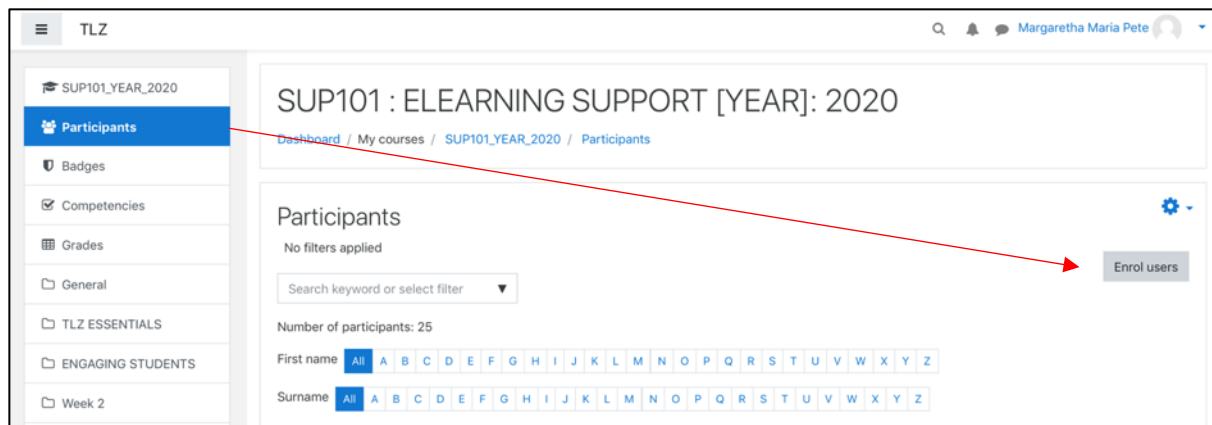 TLZ
Margaretha Maria Pete
SUP101_YEAR_2020
Participants
Badges
Competencies
Grades
General
TLZ ESSENTIALS
ENGAGING STUDENTS
Week 2
SUP101 : ELEARNING SUPPORT [YEAR]: 2020
Dashboard / My courses / SUP101_YEAR_2020 / Participants
Participants
No filters applied
Enrol users
Search keyword or select filter ▼
Number of participants: 25
First name All A B C D E F G H I J K L M N O P Q R S T U V W X Y Z
Surname All A B C D E F G H I J K L M N O P Q R S T U V W X Y Z